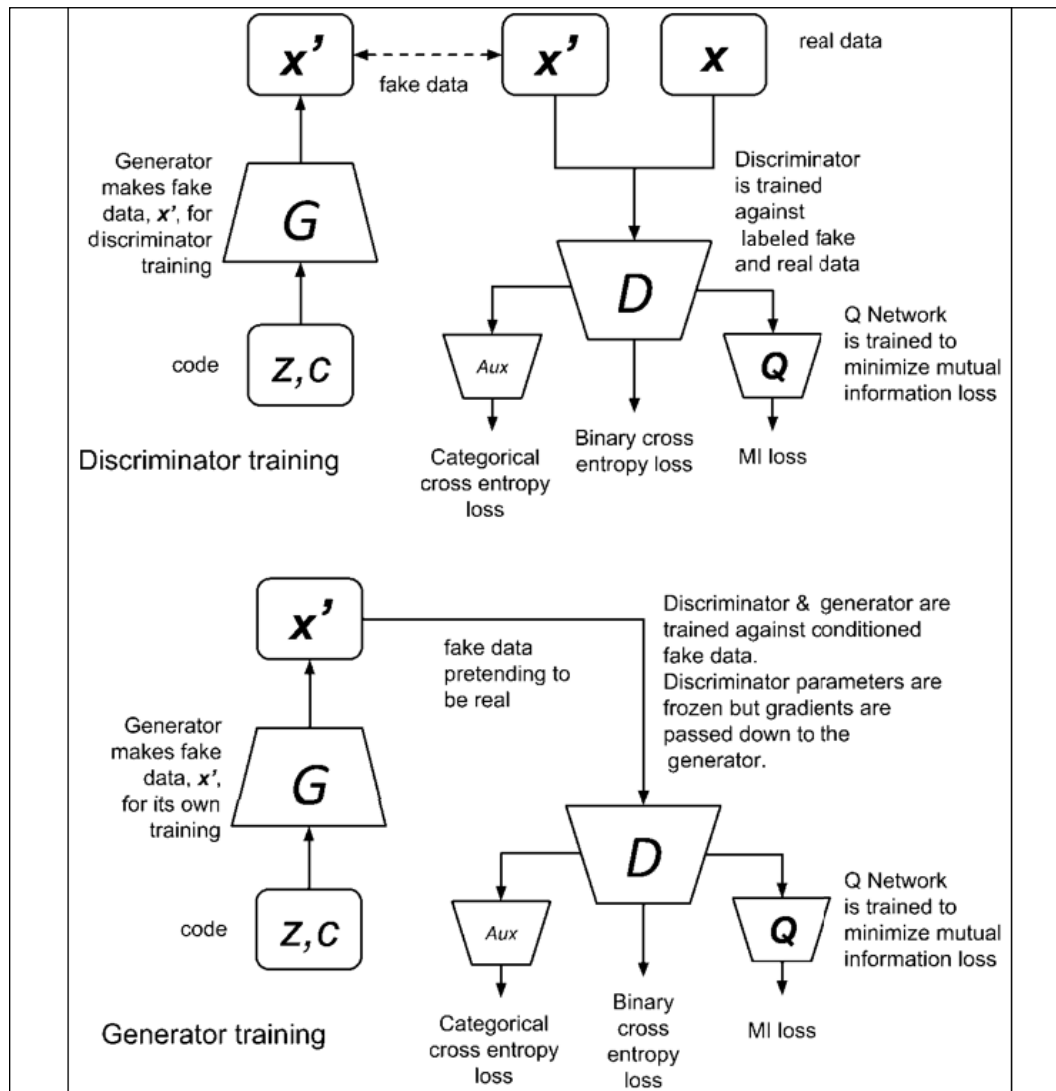 x'
x'
x
real data
fake data
Generator
makes fake
data, x', for
discriminator
training
G
Discriminator
is trained
against
labeled fake
and real data
D
code
z,c
Aux
Q
Q Network
is trained to
minimize mutual
information loss
Discriminator training
Categorical
cross entropy
loss
Binary cross
entropy loss
MI loss
x'
fake data
pretending to
be real
Discriminator & generator are
trained against conditioned
fake data.
Discriminator parameters are
frozen but gradients are
passed down to the
generator.
Generator
makes fake
data, x',
for its own
training
G
D
code
z,c
Aux
Q
Q Network
is trained to
minimize mutual
information loss
Generator training
Categorical
cross entropy
loss
Binary
cross
entropy
loss
MI loss